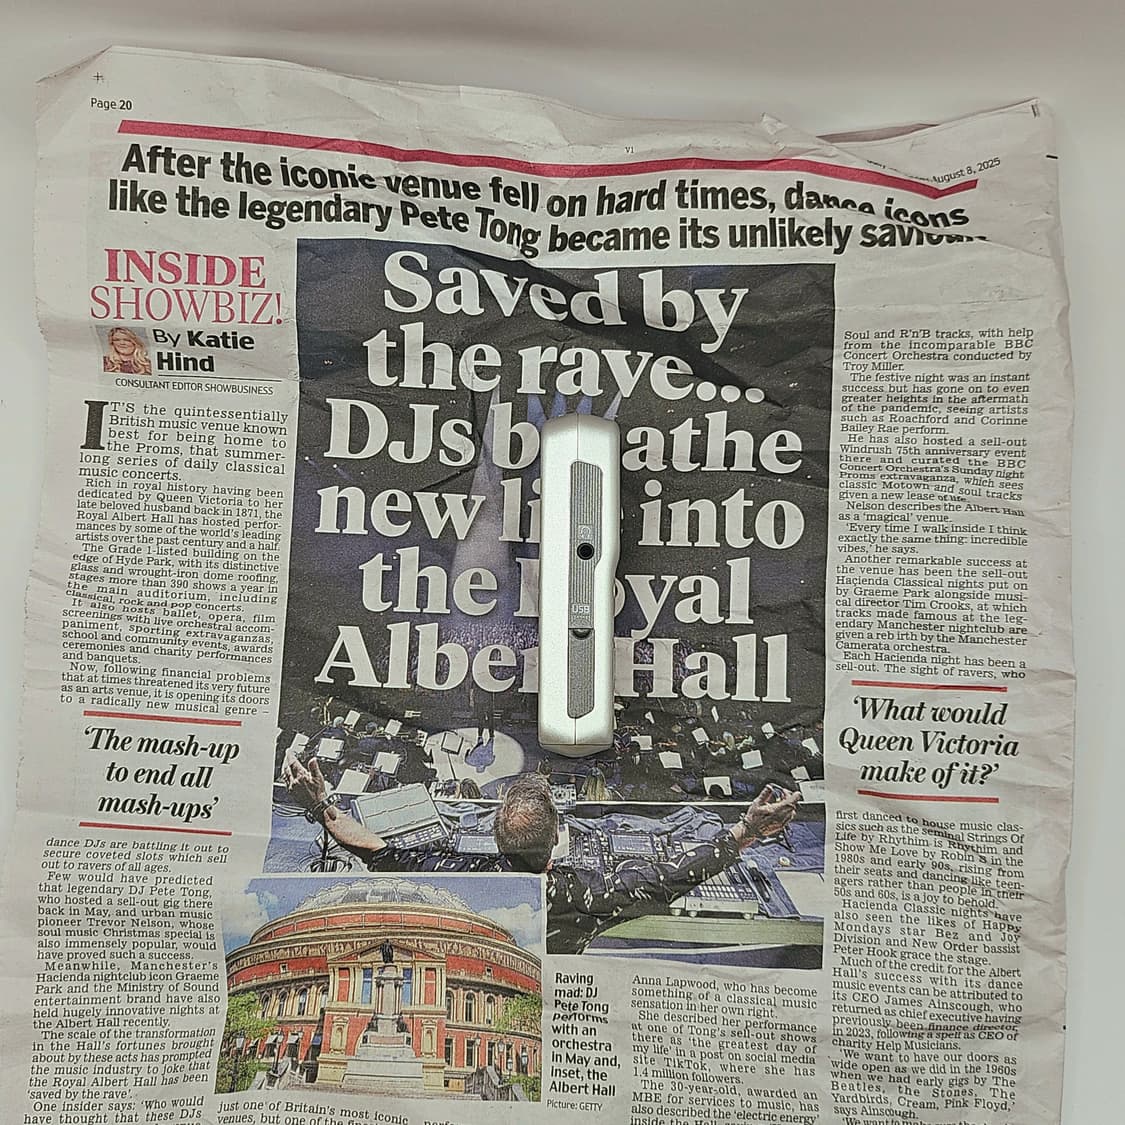 Page 20
V1
August 8, 2025
After the iconic venue fell on hard times, dance icons
like the legendary Pete Tong became its unlikely
INSIDE
SHOWBIZ!
By Katie
Hind
CONSULTANT EDITOR SHOWBUSINESS
IT'S the quintessentially
British music venue known
best for being home to
the Proms, that summer-
long series of daily classical
music concerts.
Rich in royal history having been
dedicated by Queen Victoria to her
late beloved husband back in 1871, the
Royal Albert Hall has hosted perfor-
mances by some of the world's leading
artists over the past century and a half.
The Grade 1-listed building on the
edge of Hyde Park, with its distinctive
glass and wrought-iron dome roofing,
stages more than 390 shows a year in
the main auditorium, including
classical, rock and pop concerts.
It also hosts ballet, opera, film
screenings with live orchestral accom-
paniment, sporting extravaganzas,
school and community events, awards
ceremonies and charity performances
and banquets.
Now, following financial problems
that at times threatened its very future
as an arts venue, it is opening its doors
to a radically new musical genre –
'The mash-up
to end all
mash-ups'
dance DJs are battling it out to
secure coveted slots which sell
out to ravers of all ages.
Few would have predicted
that legendary DJ Pete Tong,
who hosted a sell-out gig there
back in May, and urban music
pioneer Trevor Nelson, whose
soul music Christmas special is
also immensely popular, would
have proved such a success.
Meanwhile, Manchester's
Hacienda nightclub icon Graeme
Park and the Ministry of Sound
entertainment brand have also
held hugely innovative nights at
the Albert Hall recently.
The scale of the transformation
in the Hall's fortunes brought
about by these acts has prompted
the music industry to joke that
the Royal Albert Hall has been
'saved by the rave'.
One insider says: 'Who would
have thought that these DJs
Saved by
the rave...
DJs b athe
new li into
the oyal
Albe Hall
USB
just one of Britain's most iconic
venues, but one of the
Raving
mad: DJ
Pete Tong
performs
with an
orchestra
in May and,
inset, the
Albert Hall
Picture: GETTY
Anna Lapwood, who has become
something of a classical music
sensation in her own right.
She described her performance
at one of Tong's sell-out shows
there as 'the greatest day of
my life' in a post on social media
site TikTok, where she has
1.4 million followers.
The 30-year-old, awarded an
MBE for services to music, has
also described the 'electric energy'
inside the Hall
Soul and R'n'B tracks, with help
from the incomparable BBC
Concert Orchestra conducted by
Troy Miller.
The festive night was an instant
success but has gone on to even
greater heights in the aftermath
of the pandemic, seeing artists
such as Roachford and Corinne
Bailey Rae perform.
He has also hosted a sell-out
Windrush 75th anniversary event
there and curated the BBC
Concert Orchestra's Sunday night
Proms extravaganza, which sees
classic Motown and soul tracks
given a new lease of life.
Nelson describes the Albert Hall
as a 'magical' venue.
'Every time I walk inside I think
exactly the same thing: incredible
vibes,' he says.
Another remarkable success at
the venue has been the sell-out
Haçienda Classical nights put on
by Graeme Park alongside musi-
cal director Tim Crooks, at which
tracks made famous at the leg-
endary Manchester nightclub are
given a reb irth by the Manchester
Camerata orchestra.
Each Hacienda night has been a
sell-out. The sight of ravers, who
'What would
Queen Victoria
make of it?'
first danced to house music clas-
sics such as the seminal Strings Of
Life by Rhythim is Rhythim and
Show Me Love by Robin S in the
1980s and early 90s, rising from
their seats and dancing like teen-
agers rather than people in their
50s and 60s, is a joy to behold.
Hacienda Classic nights have
also seen the likes of Happy
Mondays star Bez and Joy
Division and New Order bassist
Peter Hook grace the stage.
Much of the credit for the Albert
Hall's success with its dance
music events can be attributed to
its CEO James Ainscough, who
returned as chief executive having
previously been finance director,
in 2023, following a spell as CEO of
charity Help Musicians.
'We want to have our doors as
wide open as we did in the 1960s
when we had early gigs by The
Beatles, the Stones, The
Yardbirds, Cream, Pink Floyd,'
says Ainscough.